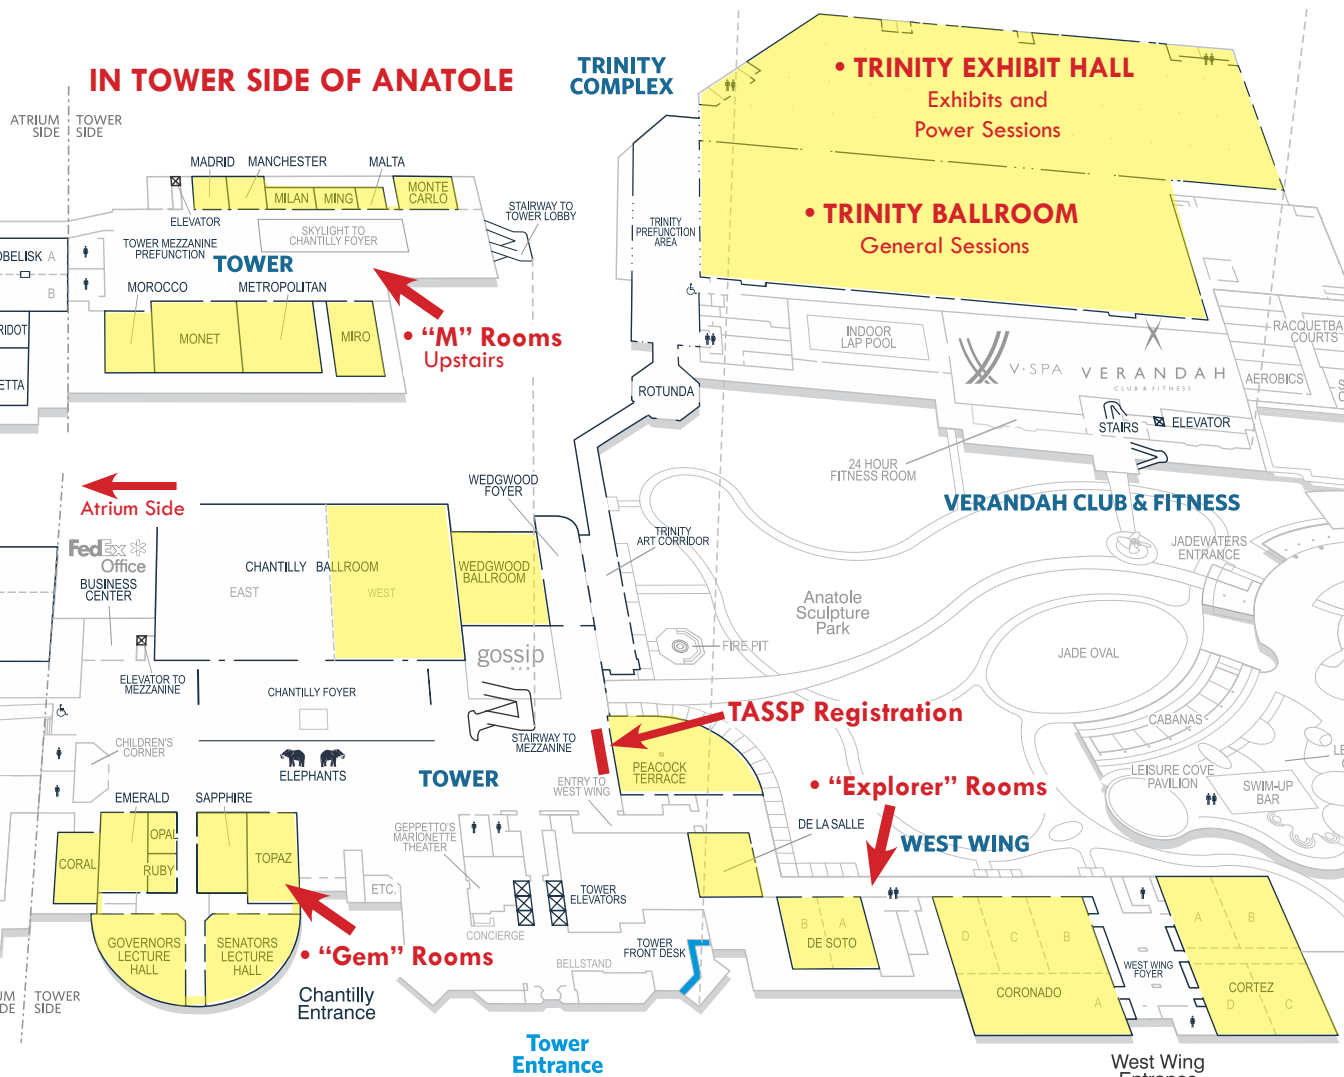 IN TOWER SIDE OF ANATOLE
TRINITY
COMPLEX
• TRINITY EXHIBIT HALL
Exhibits and
Power Sessions
• TRINITY BALLROOM
General Sessions
ATRIUM
SIDE
TOWER
SIDE
MADRID
MANCHESTER
MALTA
MILAN
MING
MONTE
CARLO
ELEVATOR
SKYLIGHT TO
CHANTILLY FOYER
STAIRWAY TO
TOWER LOBBY
TOWER MEZZANINE
PREFUNCTION
TOWER
OBELISK
A
B
MOROCCO
METROPOLITAN
MONET
MIRO
RIDOT
ETTA
• “M” Rooms
Upstairs
TRINITY
PREFUNCTION
AREA
ROTUNDA
INDOOR
LAP POOL
V·SPA
VERANDAH
CLUB & FITNESS
RACQUETBA
COURTS
AEROBICS
STAIRS
ELEVATOR
24 HOUR
FITNESS ROOM
VERANDAH CLUB & FITNESS
Atrium Side
FedEx
Office
BUSINESS
CENTER
CHANTILLY BALLROOM
EAST
WEST
WEDGWOOD
FOYER
WEDGWOOD
BALLROOM
TRINITY
ART CORRIDOR
JADEWATERS
ENTRANCE
Anatole
Sculpture
Park
FIRE PIT
JADE OVAL
gossip
BAR
ELEVATOR TO
MEZZANINE
CHANTILLY FOYER
STAIRWAY TO
MEZZANINE
TASSP Registration
CABANAS
CHILDREN'S
CORNER
ELEPHANTS
TOWER
ENTRY TO
WEST WING
PEACOCK
TERRACE
• “Explorer” Rooms
LEISURE COVE
PAVILION
SWIM-UP
BAR
LE
EMERALD
SAPPHIRE
OPAL
RUBY
CORAL
TOPAZ
GEPPETTO'S
MARIONETTE
THEATER
DE LA SALLE
WEST WING
ETC.
TOWER
ELEVATORS
CONCIERGE
GOVERNORS
LECTURE
HALL
SENATORS
LECTURE
HALL
• “Gem” Rooms
BELLSTAND
TOWER
FRONT DESK
B
A
DE SOTO
D
C
B
A
CORONADO
WEST WING
FOYER
A
B
D
C
CORTEZ
UM
DE
TOWER
SIDE
Chantilly
Entrance
Tower
Entrance
West Wing
Entrance